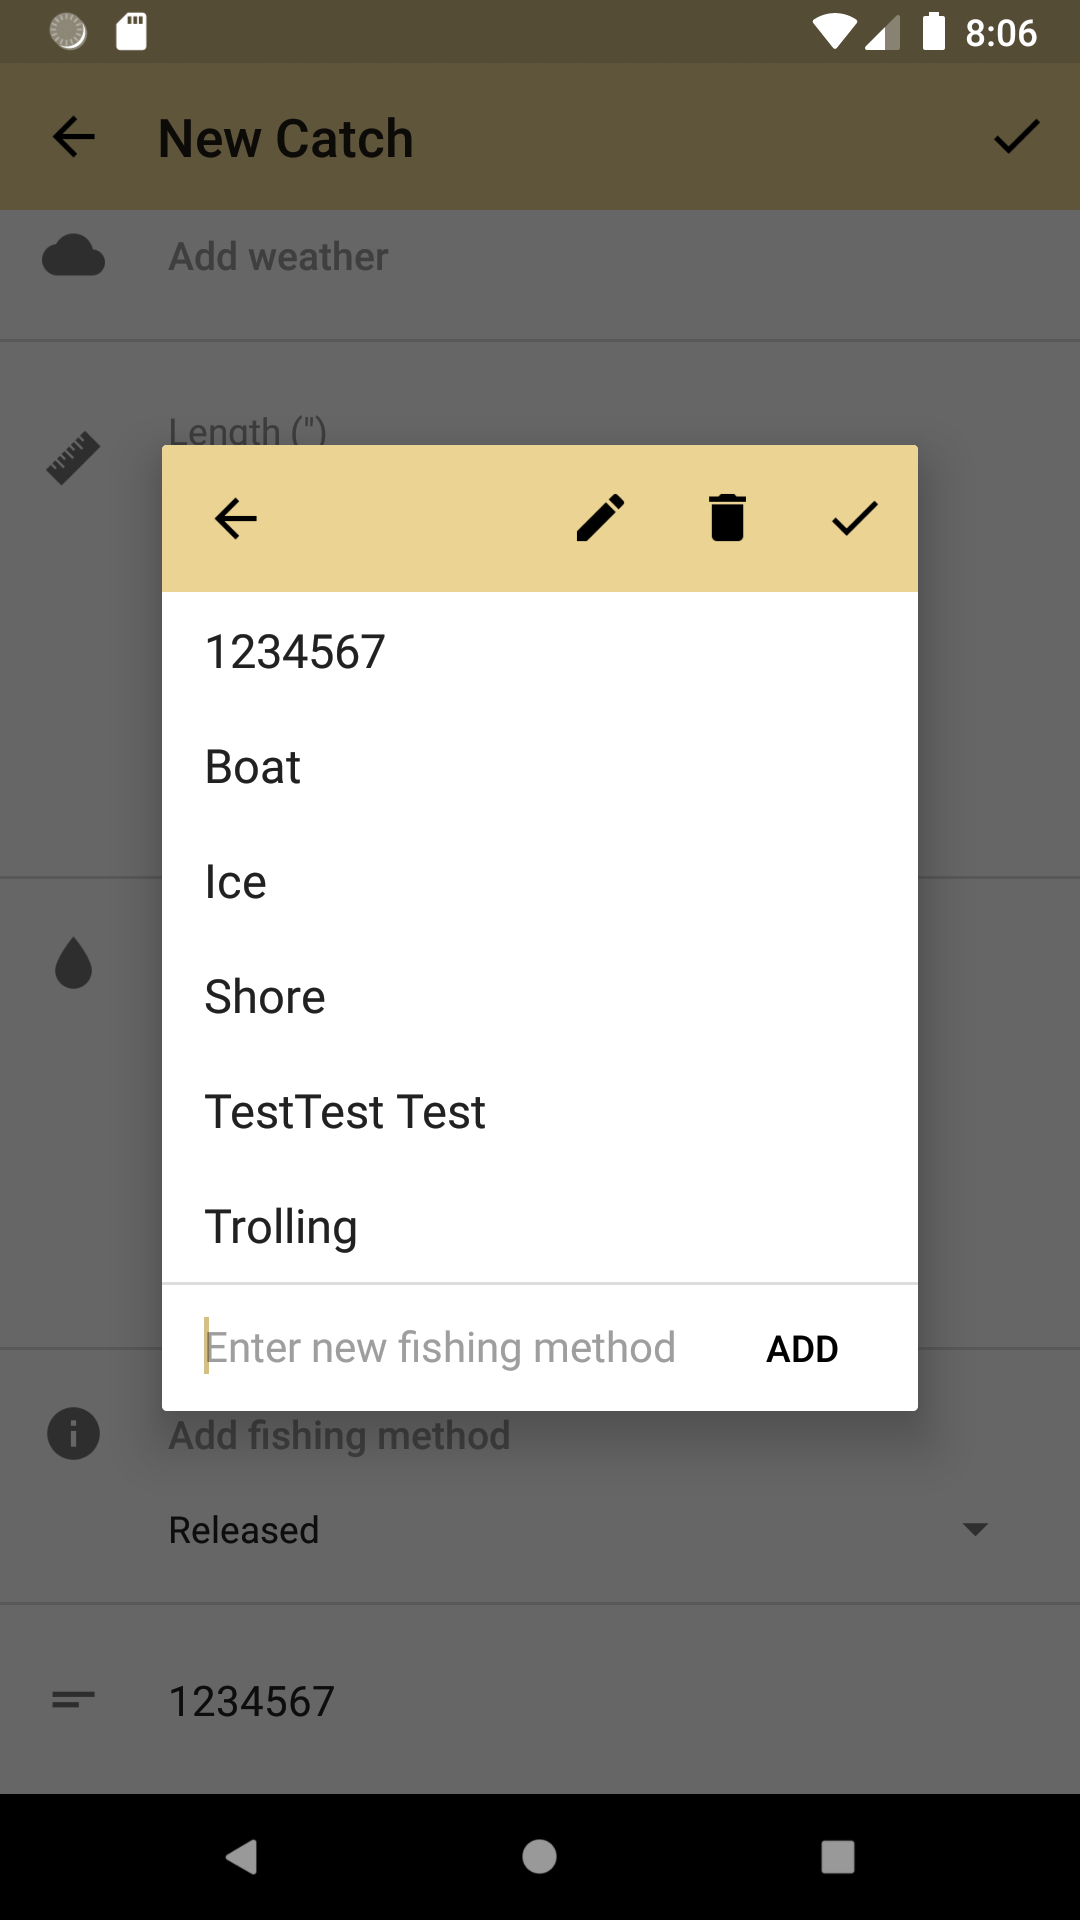 8:06
New Catch
Add weather
Length (")
1234567
Boat
Ice
Shore
TestTest Test
Trolling
Enter new fishing method
ADD
Add fishing method
Released
1234567